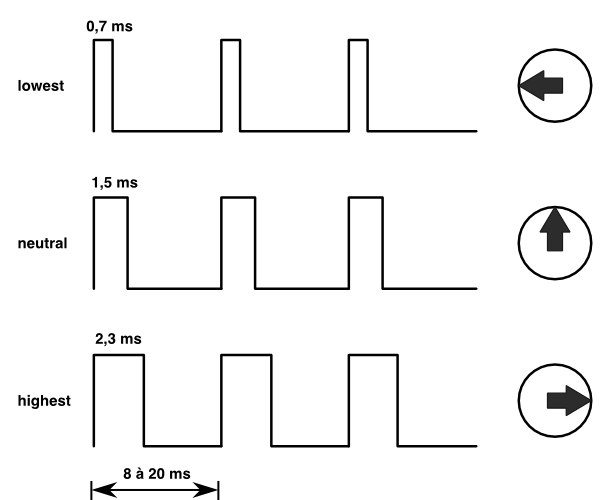 0,7 ms
lowest
1,5 ms
neutral
2,3 ms
highest
8 à 20 ms